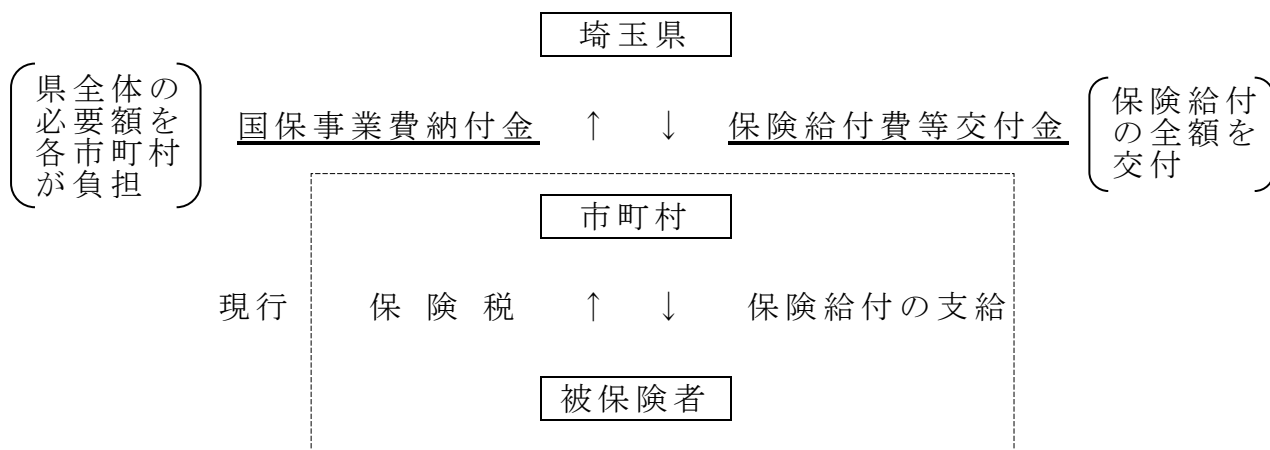 埼玉県
県全体の
必要額を
各市町村
が負担
国保事業費納付金 ↑ ↓ 保険給付費等交付金
保険給付
の全額を
交付
市町村
現行 保険税 ↑ ↓ 保険給付の支給
被保険者